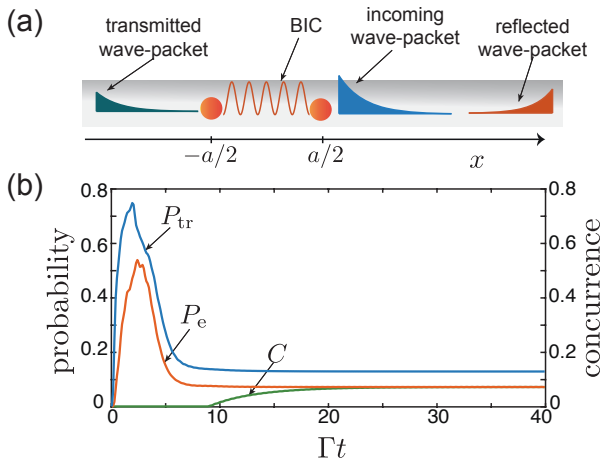 (a)
transmitted
wave-packet
BIC
incoming
wave-packet
reflected
wave-packet
−a/2
a/2
x
(b)
0.8
0.6
0.4
0.2
0
probability
P_tr
P_e
C
0.8
0.6
0.4
0.2
0
concurrence
0
10
20
30
40
Γt